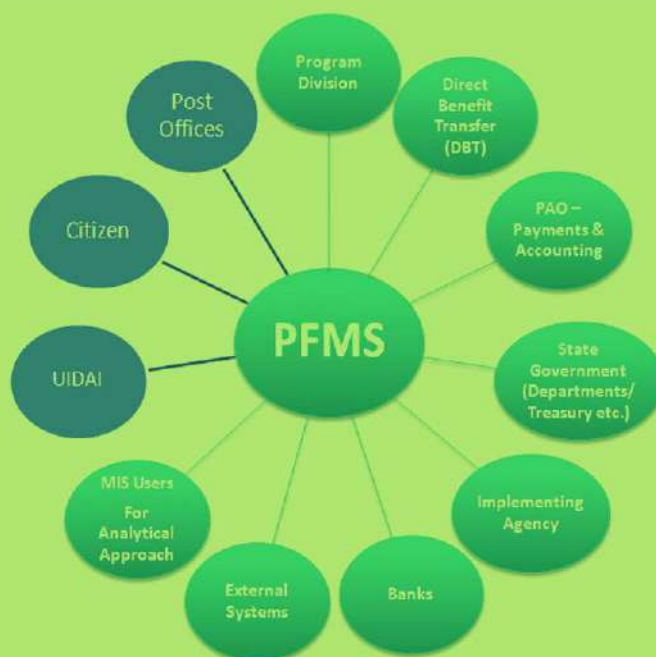 Program
Division
Direct
Benefit
Transfer
(DBT)
Post
Offices
PAO –
Payments &
Accounting
Citizen
PFMS
State
Government
(Departments/
Treasury etc.)
UIDAI
MIS Users
For
Analytical
Approach
Implementing
Agency
External
Systems
Banks